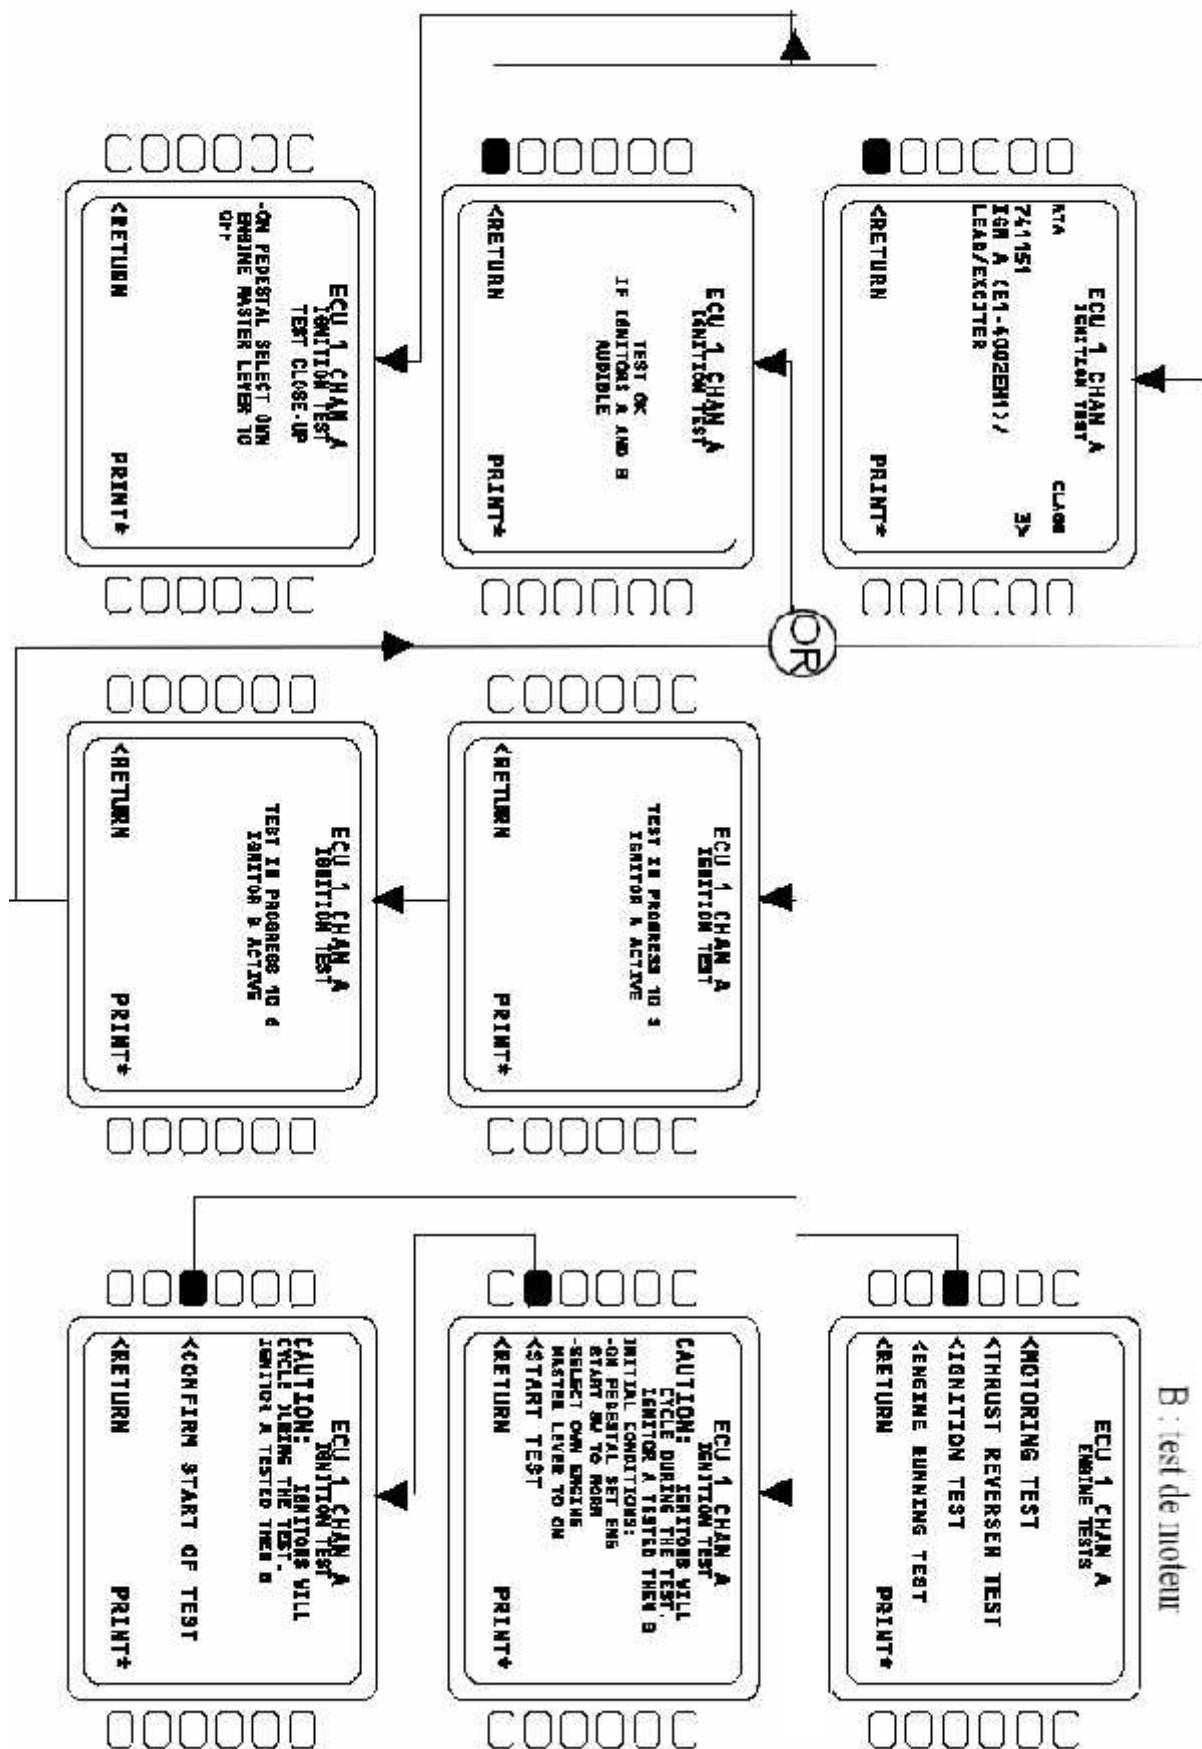 B : test de moteur
ECU 1 CHAN A
IGNITION TEST
ATA
CLASS
741151
3>
IGN A (E1-4002EH1)/
LEAD/EXCITER
<RETURN PRINT*
ECU 1 CHAN A
ENGINE TESTS
<MOTORING TEST
<THRUST REVERSER TEST
<IGNITION TEST
<ENGINE RUNNING TEST
<RETURN PRINT*
ECU 1 CHAN A
IGNITION TEST
TEST OK
IF IGNITORS A AND B
AUDIBLE
<RETURN PRINT*
OR
ECU 1 CHAN A
IGNITION TEST
TEST IN PROGRESS 10 S
IGNITOR A ACTIVE
<RETURN PRINT*
ECU 1 CHAN A
IGNITION TEST
CAUTION: IGNITORS WILL
CYCLE DURING THE TEST.
IGNITOR A TESTED THEN B
INITIAL CONDITIONS:
-ON PEDESTAL SET ENG
START SW TO NORM
-SELECT OWN ENGINE
MASTER LEVER TO ON
<START TEST
<RETURN PRINT*
ECU 1 CHAN A
IGNITION TEST
TEST CLOSE-UP
-ON PEDESTAL SELECT OWN
ENGINE MASTER LEVER TO
OFF
<RETURN PRINT*
ECU 1 CHAN A
IGNITION TEST
TEST IN PROGRESS 10
IGNITOR B ACTIVE
<RETURN PRINT*
ECU 1 CHAN A
IGNITION TEST
CAUTION: IGNITORS WILL
CYCLE DURING THE TEST.
IGNITOR A TESTED THEN B
<CONFIRM START OF TEST
<RETURN PRINT*